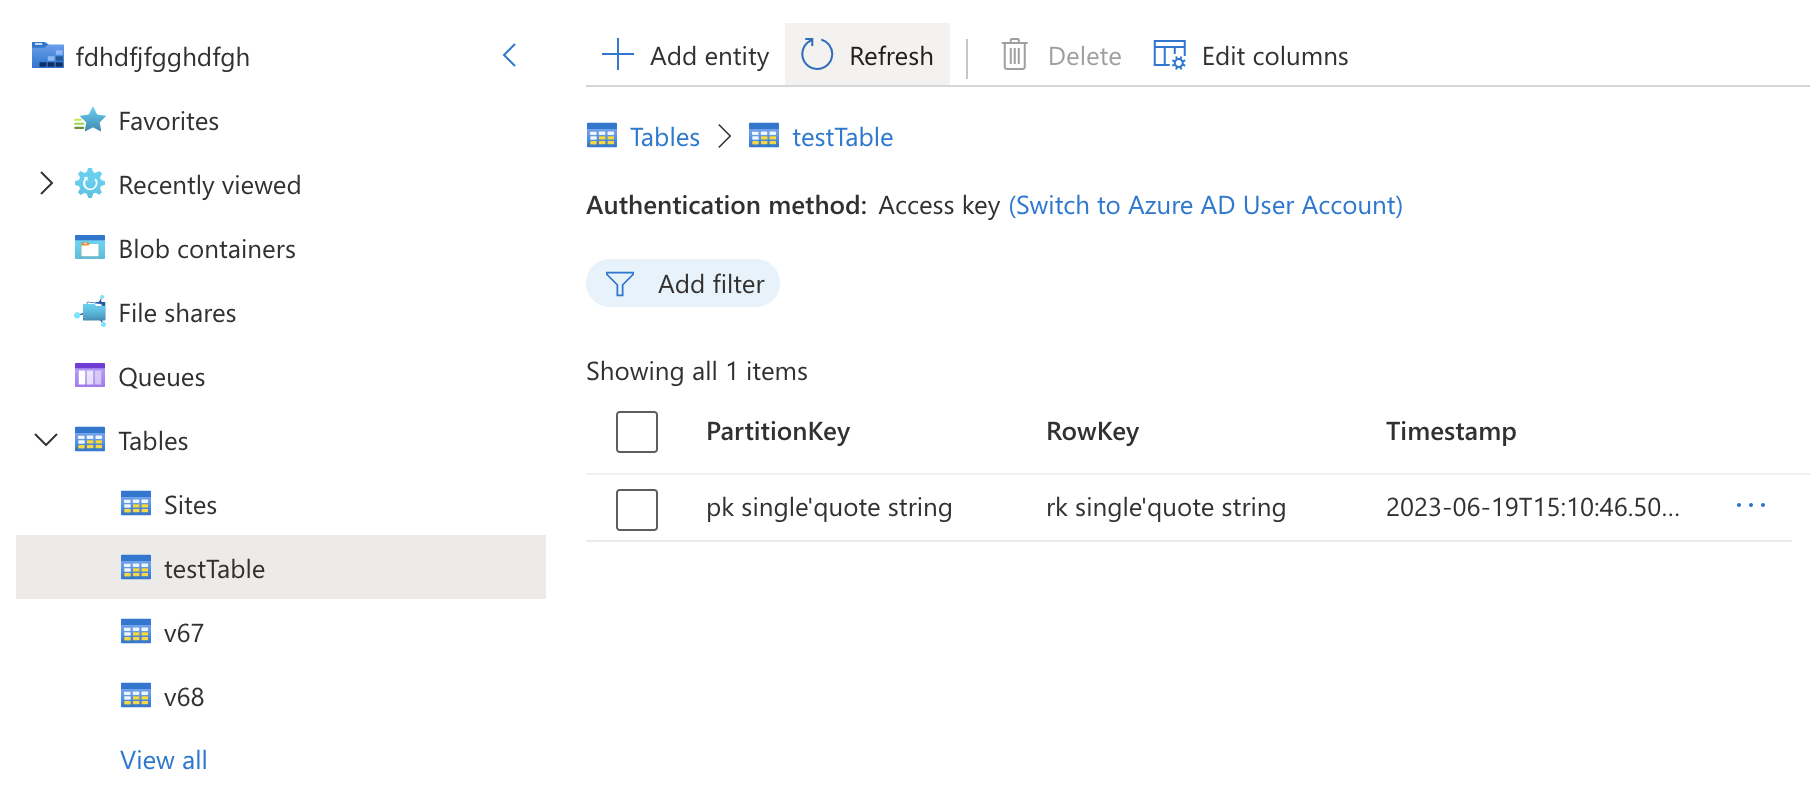 fdhdfjfgghdfgh
Favorites
Recently viewed
Blob containers
File shares
Queues
Tables
Sites
testTable
v67
v68
View all
Add entity Refresh Delete Edit columns
Tables testTable
Authentication method: Access key (Switch to Azure AD User Account)
Add filter
Showing all 1 items
PartitionKey RowKey Timestamp
pk single'quote string rk single'quote string 2023-06-19T15:10:46.50...